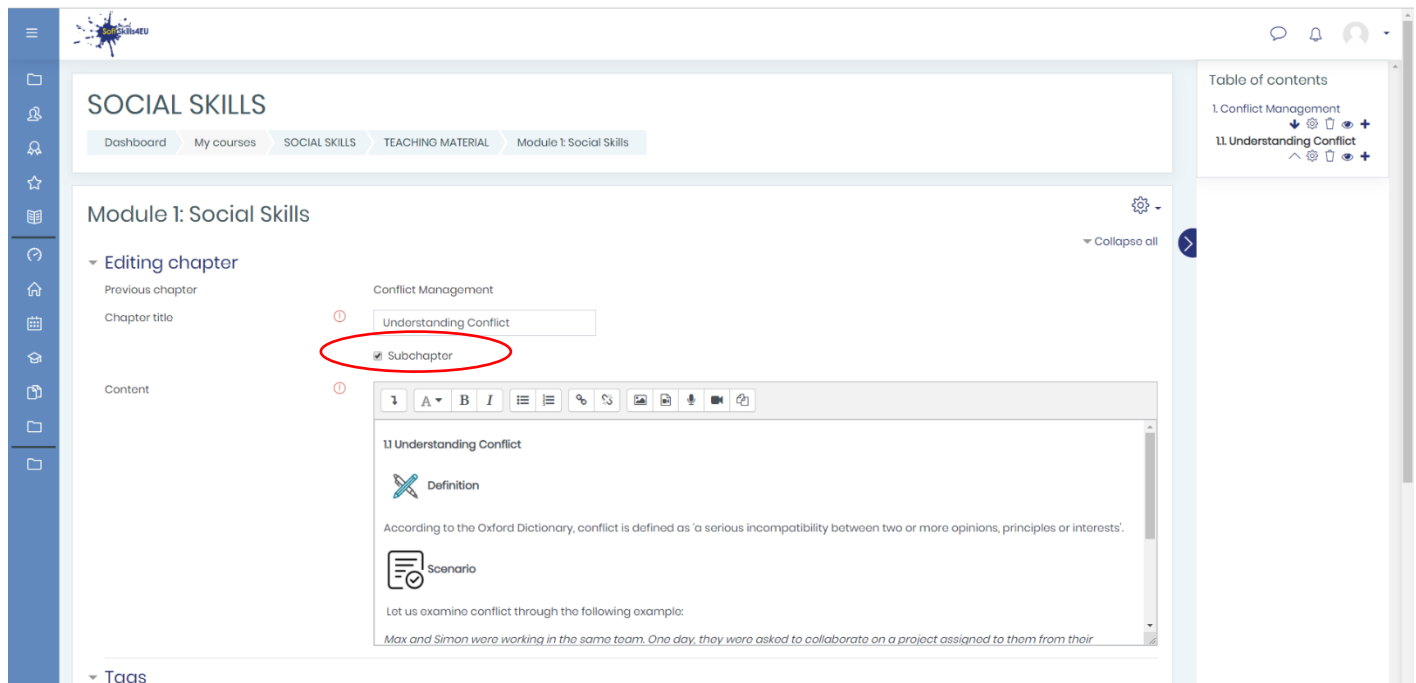 SoftSkills4EU
SOCIAL SKILLS
Dashboard My courses SOCIAL SKILLS TEACHING MATERIAL Module 1: Social Skills
Table of contents
1. Conflict Management
1.1. Understanding Conflict
Module 1: Social Skills
Collapse all
Editing chapter
Previous chapter Conflict Management
Chapter title Understanding Conflict
Subchapter
Content
A B I
1.1 Understanding Conflict
Definition
According to the Oxford Dictionary, conflict is defined as 'a serious incompatibility between two or more opinions, principles or interests'.
Scenario
Let us examine conflict through the following example:
Max and Simon were working in the same team. One day, they were asked to collaborate on a project assigned to them from their
Tags